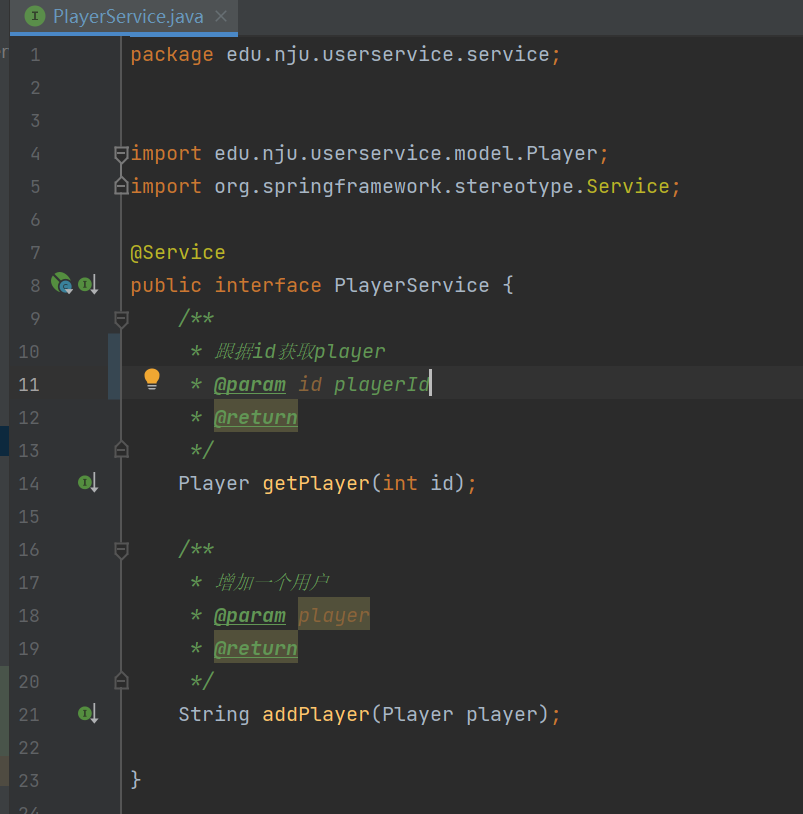 PlayerService.java
1 package edu.nju.userservice.service;
2
3
4 import edu.nju.userservice.model.Player;
5 import org.springframework.stereotype.Service;
6
7 @Service
8 public interface PlayerService {
9 /**
10 * 跟据id获取player
11 * @param id playerId
12 * @return
13 */
14 Player getPlayer(int id);
15
16 /**
17 * 增加一个用户
18 * @param player
19 * @return
20 */
21 String addPlayer(Player player);
22
23 }
24